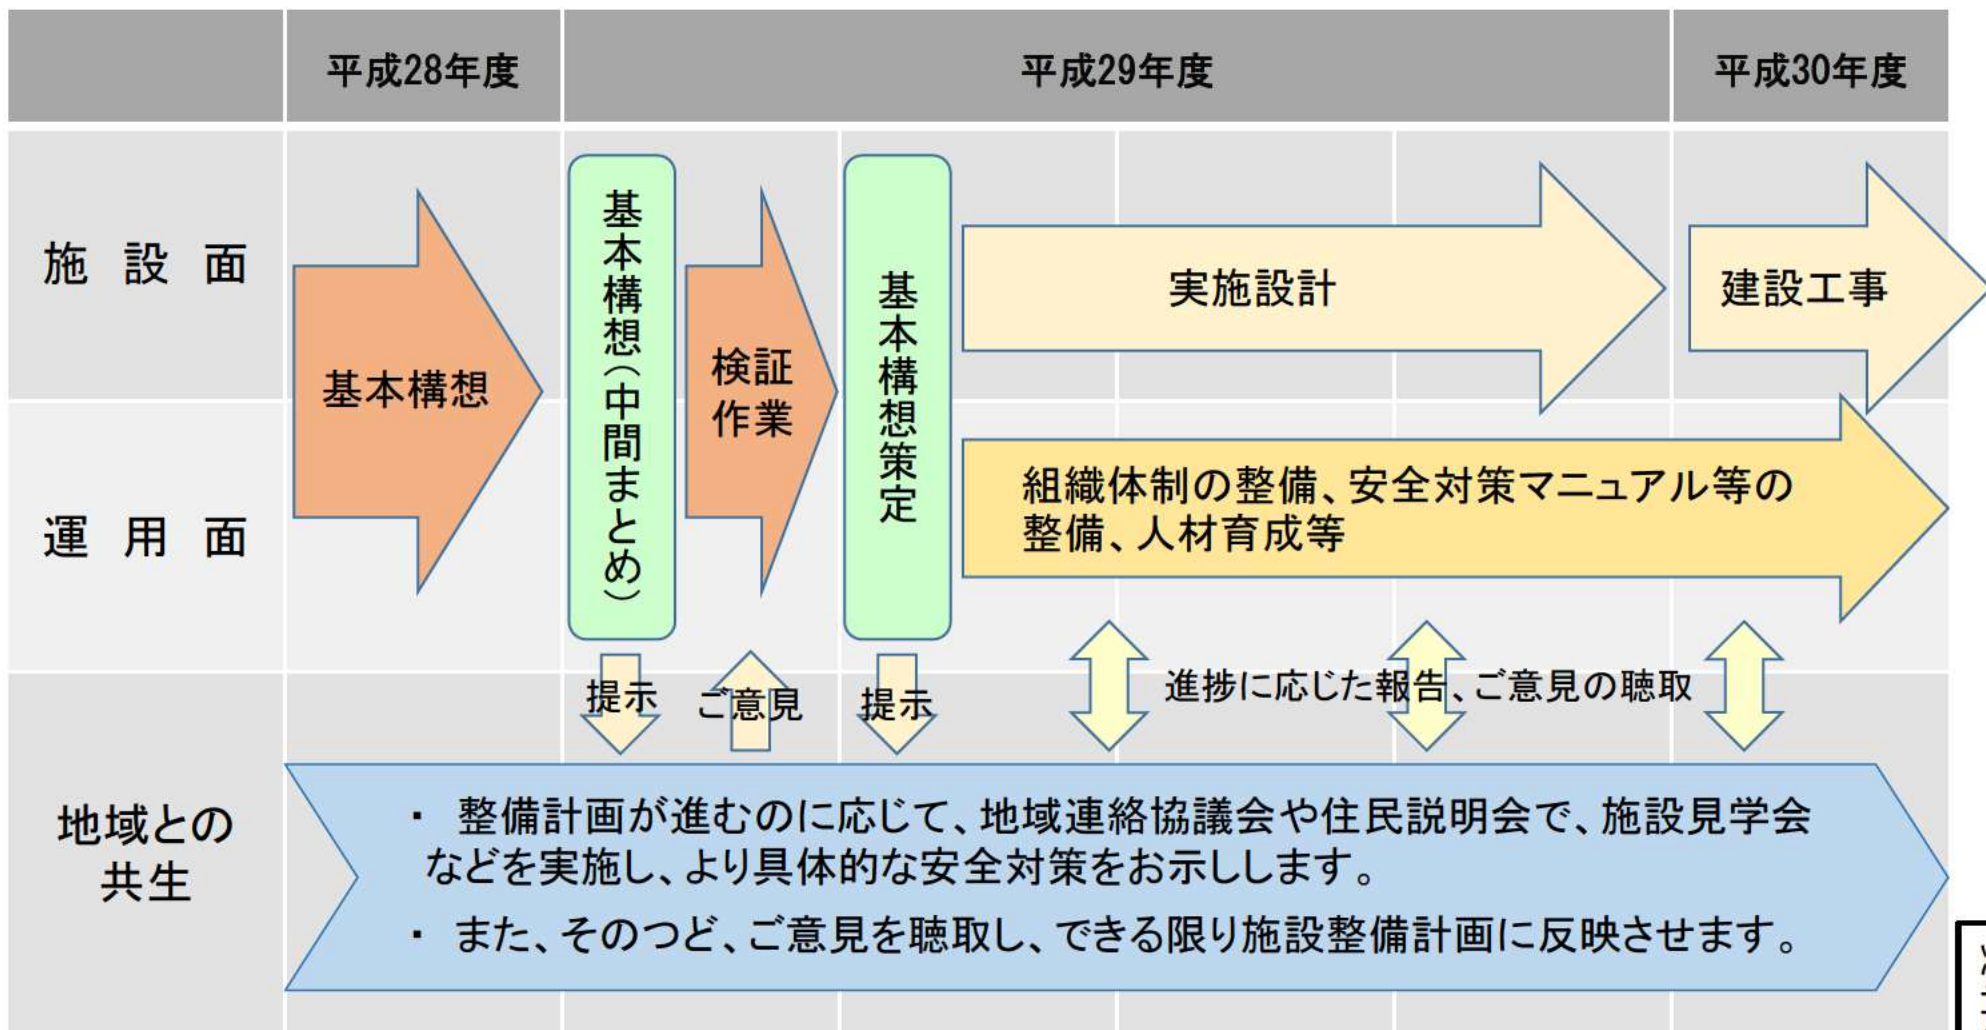 平成28年度
平成29年度
平成30年度
施 設 面
運 用 面
地域との
共生
基本構想
基本構想(中間まとめ)
検証
作業
基本構想策定
実施設計
建設工事
組織体制の整備、安全対策マニュアル等の
整備、人材育成等
提示
ご意見
提示
進捗に応じた報告、ご意見の聴取
・ 整備計画が進むのに応じて、地域連絡協議会や住民説明会で、施設見学会
などを実施し、より具体的な安全対策をお示しします。
・ また、そのつど、ご意見を聴取し、できる限り施設整備計画に反映させます。